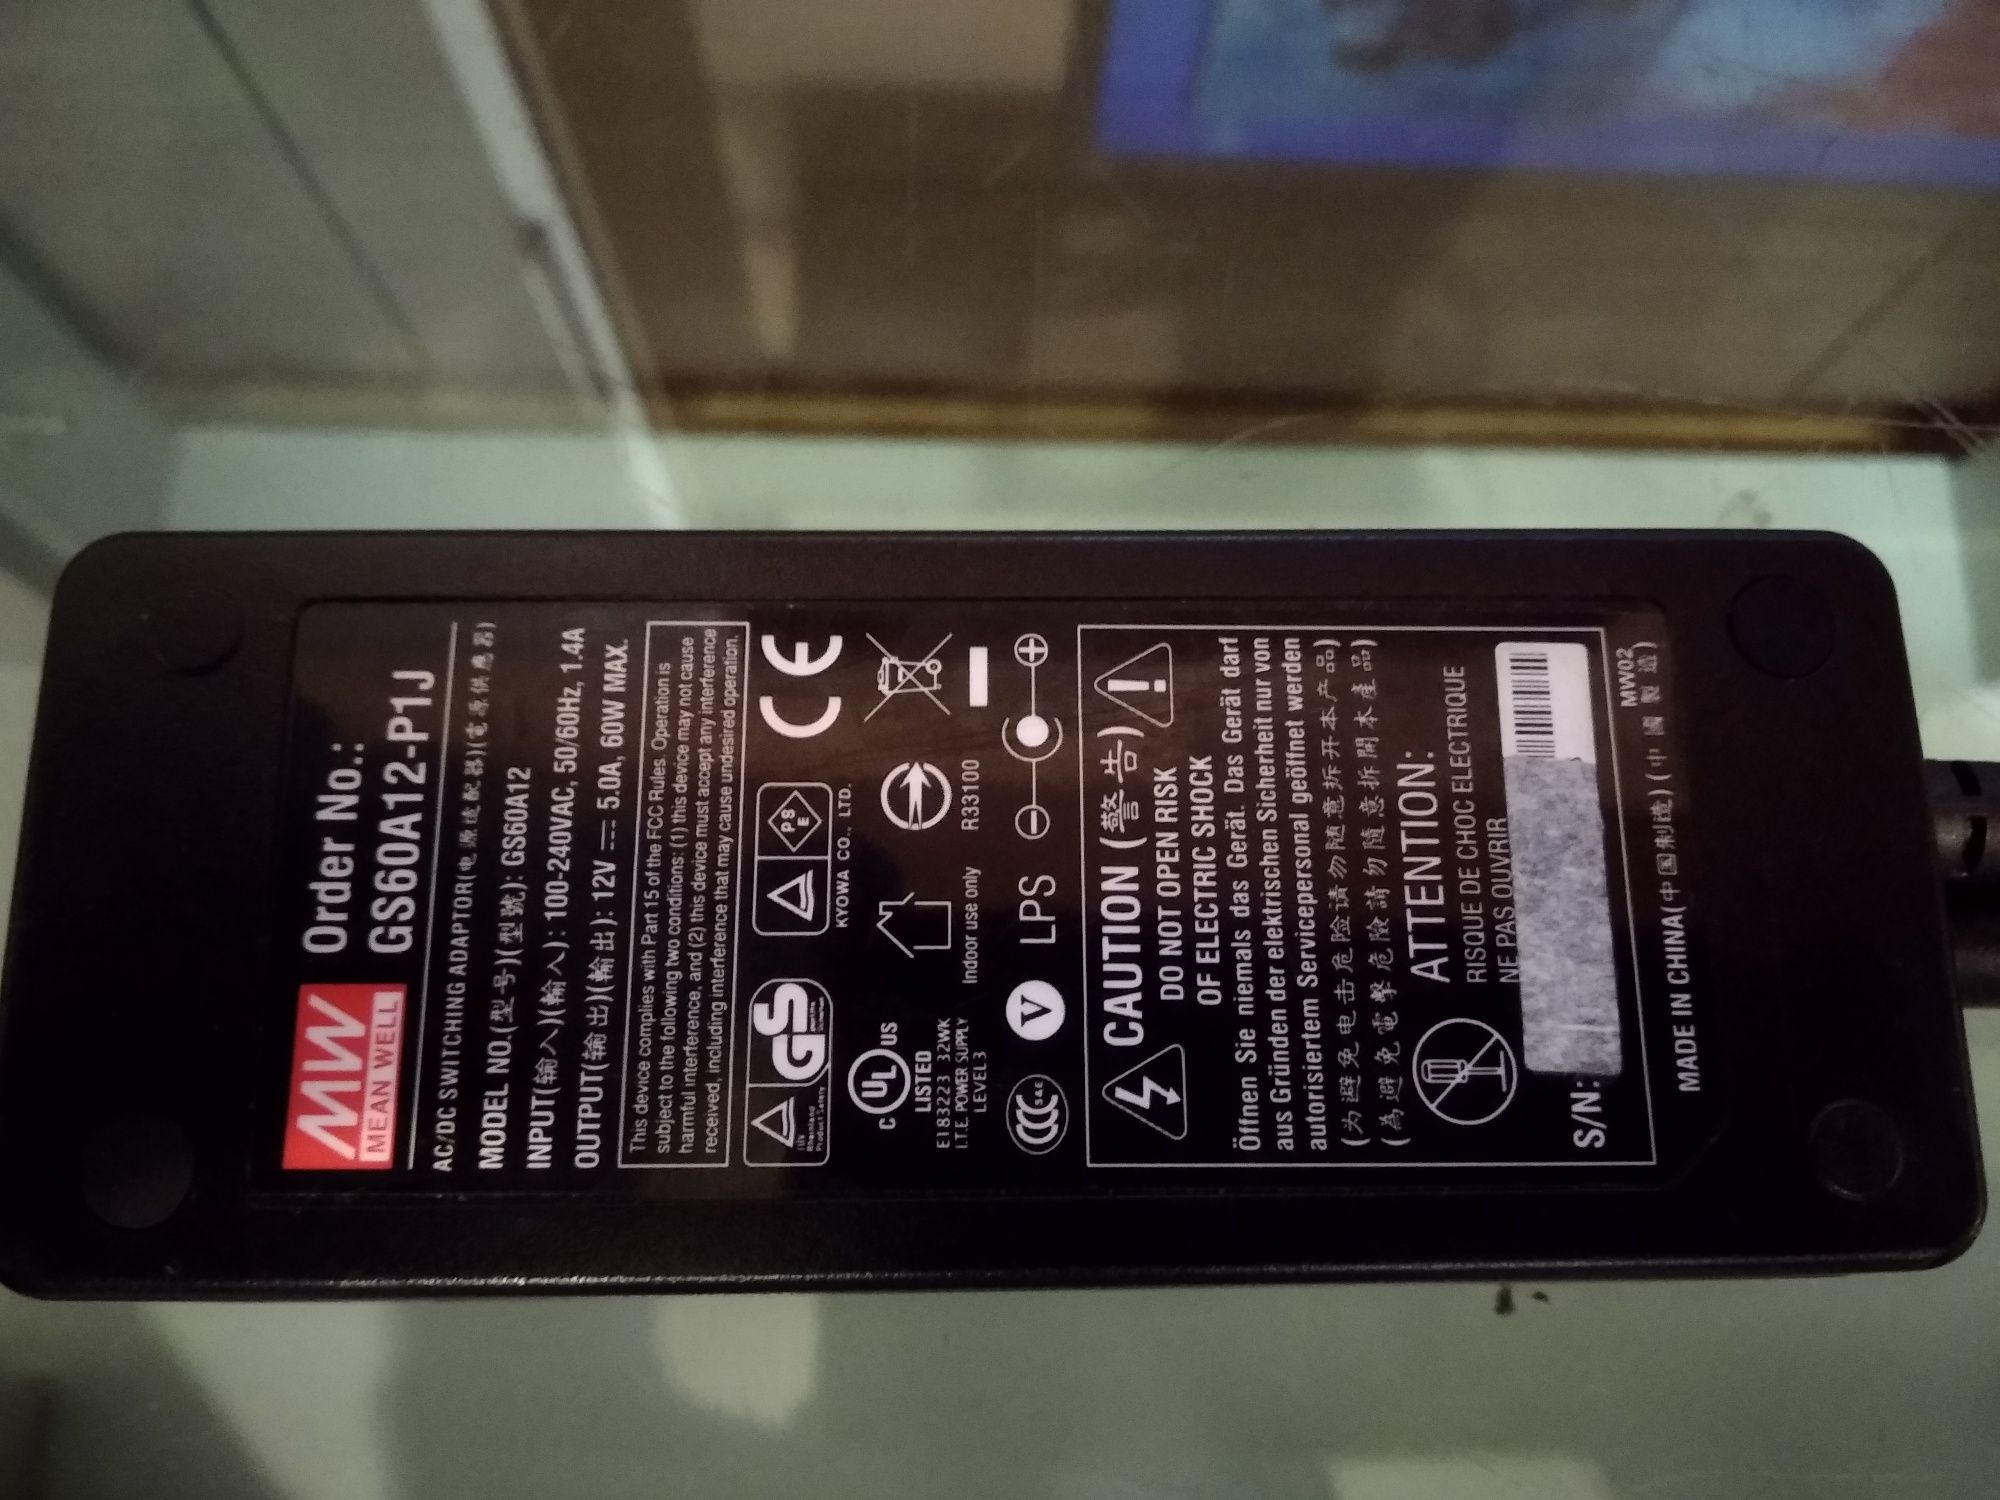 MW
MEAN WELL
Order No.:
GS60A12-P1J
AC/DC SWITCHING ADAPTOR(电源适配器)(電源供應器)
MODEL NO.(型号)(型號): GS60A12
INPUT(输入)(輸入): 100-240VAC, 50/60Hz, 1.4A
OUTPUT(输出)(輸出): 12V ⎓ 5.0A, 60W MAX.
This device complies with Part 15 of the FCC Rules. Operation is
subject to the following two conditions: (1) this device may not cause
harmful interference, and (2) this device must accept any interference
received, including interference that may cause undesired operation.
TÜV
Rheinland
Product Safety
GS
PS
E
KYOWA CO., LTD.
CE
C UL US
LISTED
E183223 32WK
I.T.E. POWER SUPPLY
LEVEL3
Indoor use only
R33100
CCC
S&E
V
LPS
CAUTION (警告)
DO NOT OPEN RISK
OF ELECTRIC SHOCK
Öffnen Sie niemals das Gerät. Das Gerät darf
aus Gründen der elektrischen Sicherheit nur von
autorisiertem Servicepersonal geöffnet werden
(为避免电击危险请勿随意拆开本产品)
(為避免電擊危險請勿隨意拆開本產品)
ATTENTION:
RISQUE DE CHOC ELECTRIQUE
NE PAS OUVRIR
S/N:
MW02
MADE IN CHINA(中国制造)(中國製造)